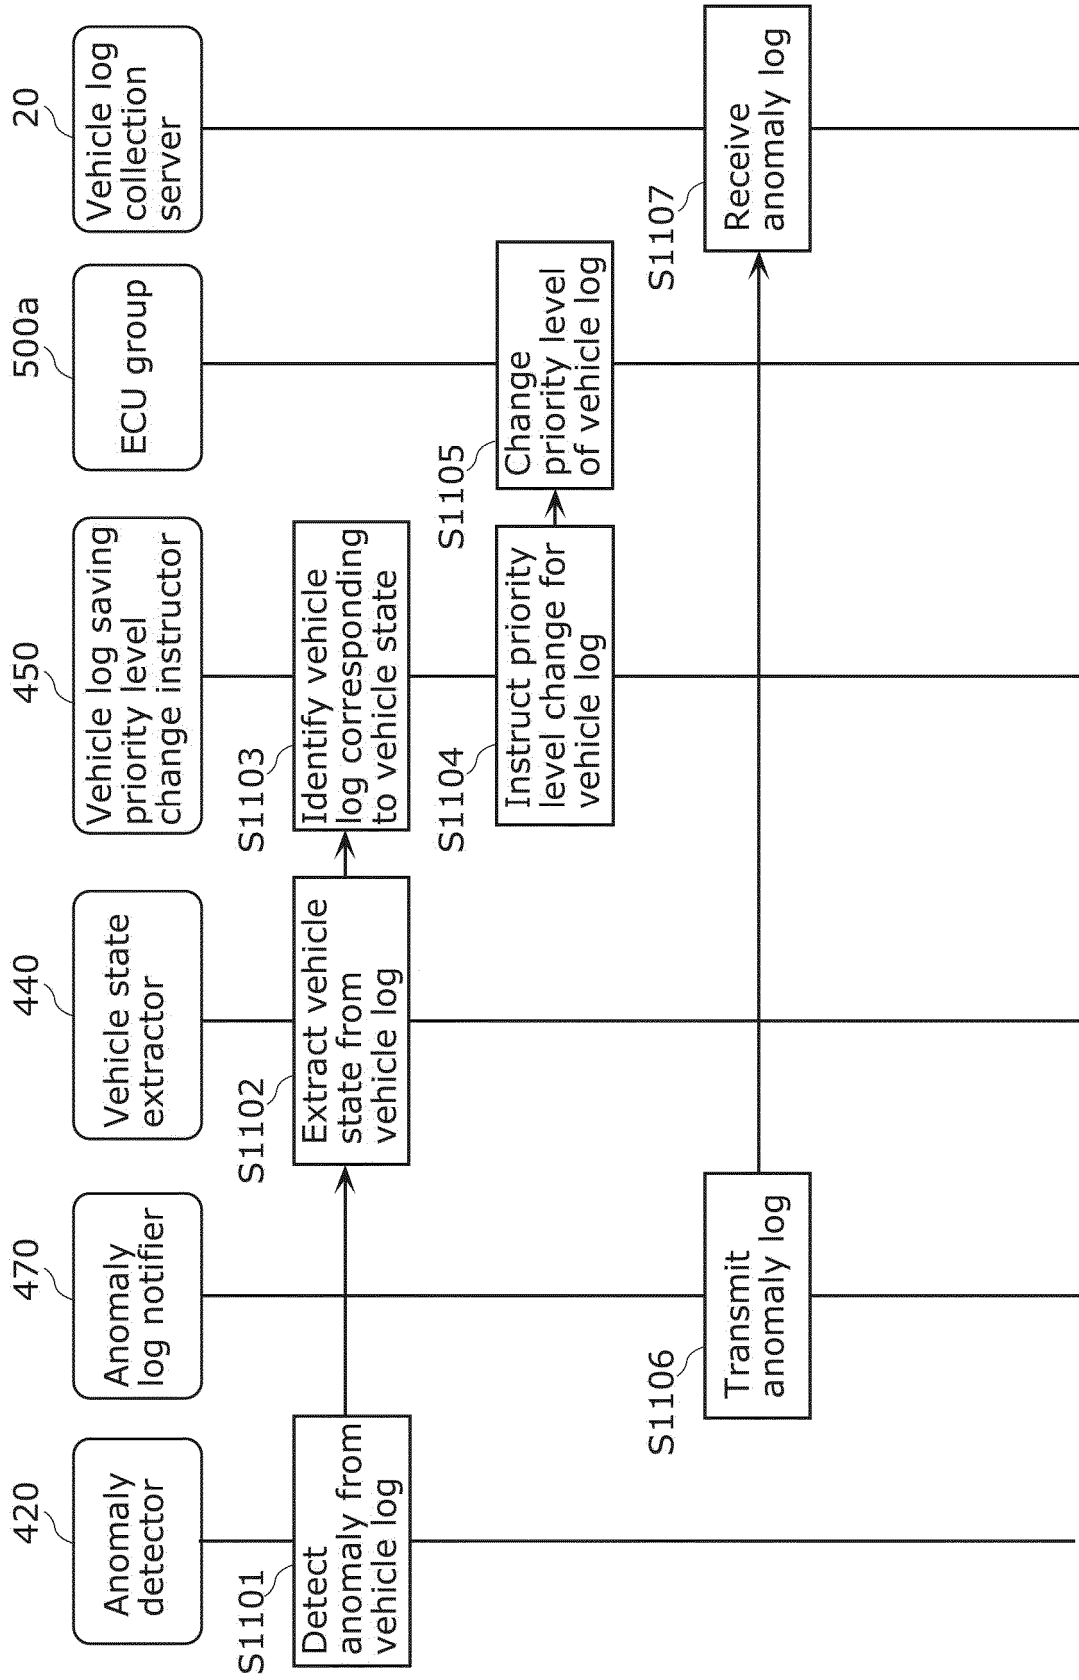 420
Anomaly
detector
470
Anomaly
log notifier
440
Vehicle state
extractor
450
Vehicle log saving
priority level
change instructor
500a
ECU group
20
Vehicle log
collection
server
S1101
Detect
anomaly from
vehicle log
S1102
Extract vehicle
state from
vehicle log
S1103
Identify vehicle
log corresponding
to vehicle state
S1104
Instruct priority
level change for
vehicle log
S1105
Change
priority level
of vehicle log
S1106
Transmit
anomaly log
S1107
Receive
anomaly log